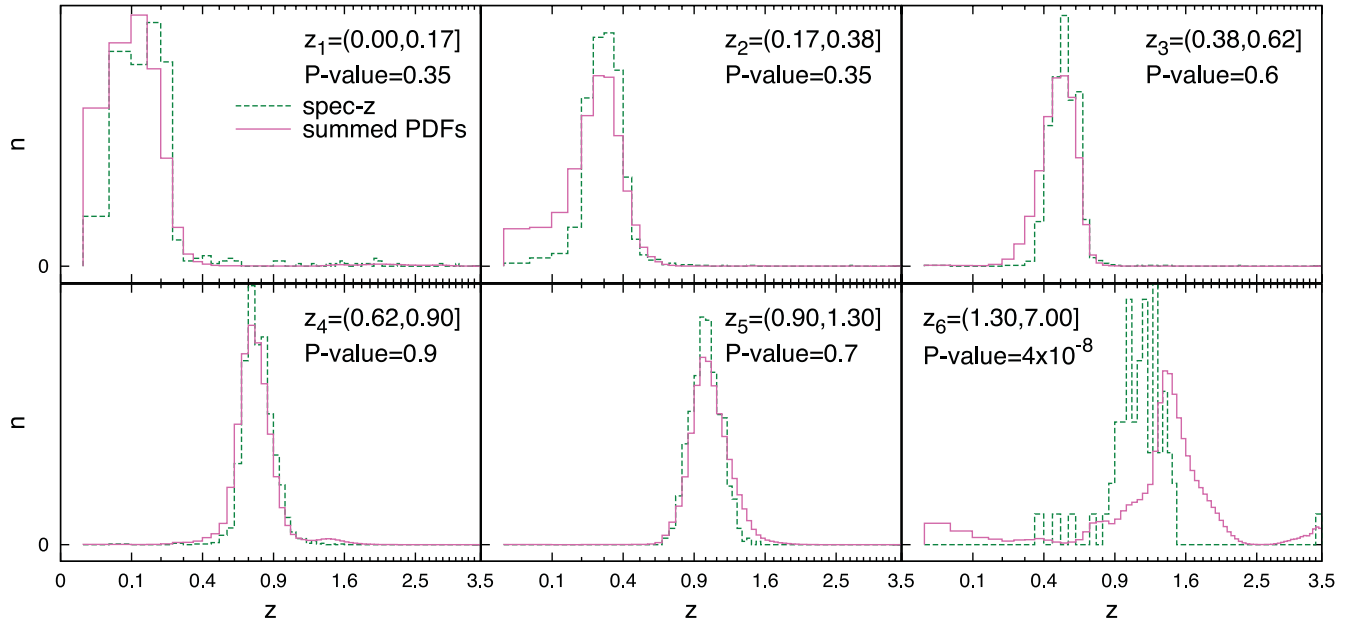 z1=(0.00,0.17]
P-value=0.35
spec-z
summed PDFs
n
0
z2=(0.17,0.38]
P-value=0.35
z3=(0.38,0.62]
P-value=0.6
z4=(0.62,0.90]
P-value=0.9
n
0
z5=(0.90,1.30]
P-value=0.7
z6=(1.30,7.00]
P-value=4x10^-8
0 0.1 0.4 0.9 1.6 2.5 3.5
0.1 0.4 0.9 1.6 2.5 3.5
0.1 0.4 0.9 1.6 2.5 3.5
z z z